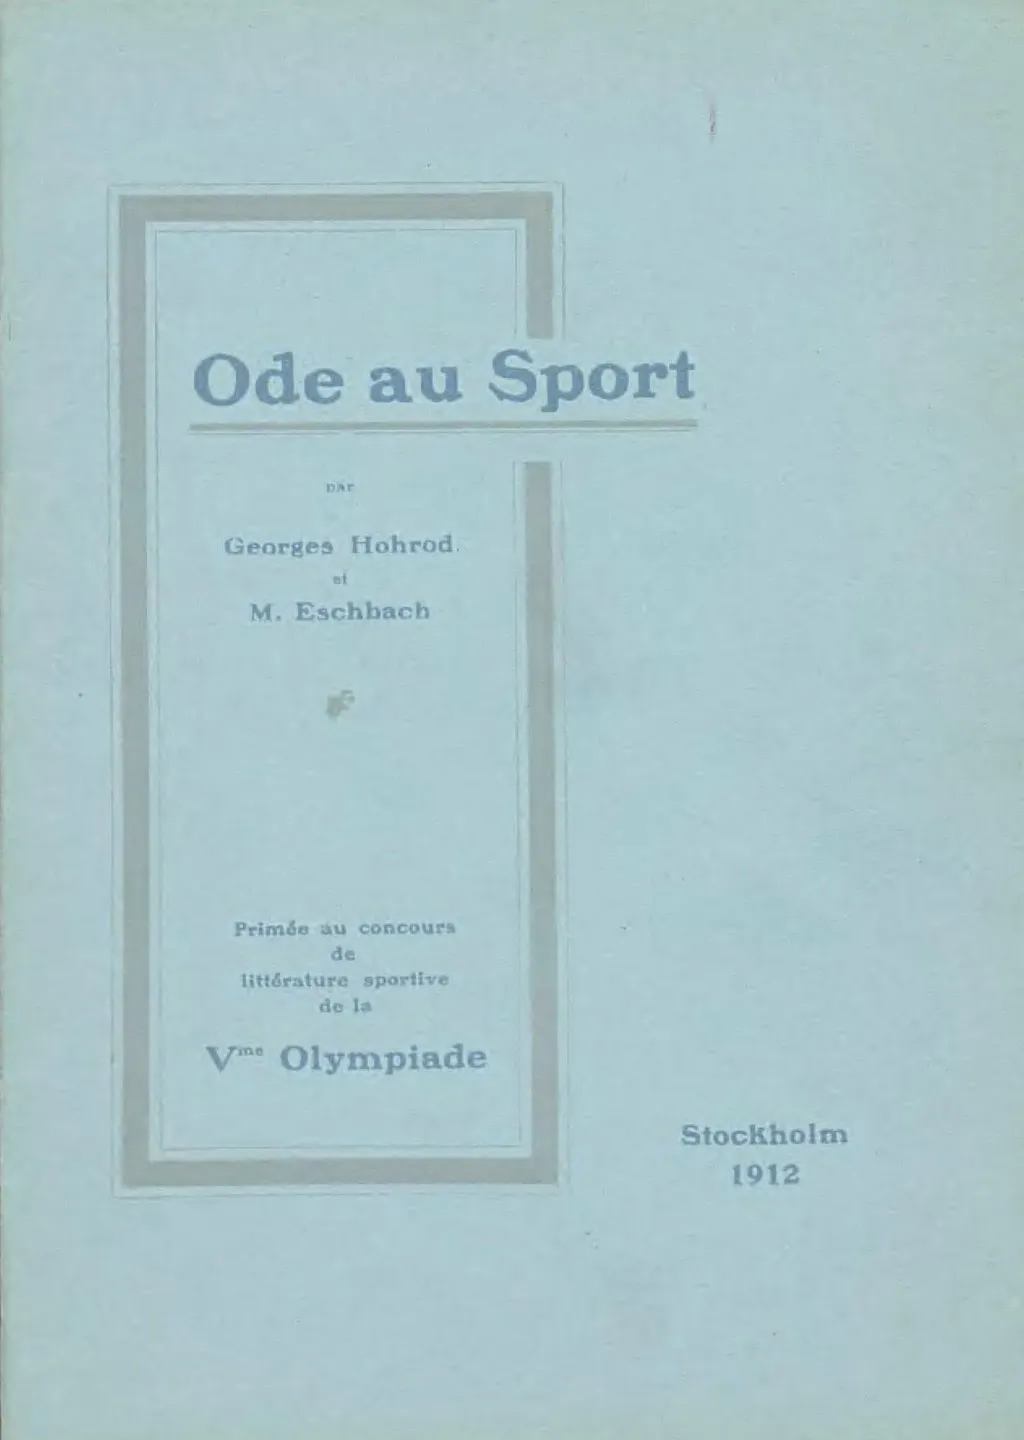 Ode au Sport
par
Georges Hohrod
et
M. Eschbach
Primée au concours
de
littérature sportive
de la
Vme Olympiade
Stockholm
1912